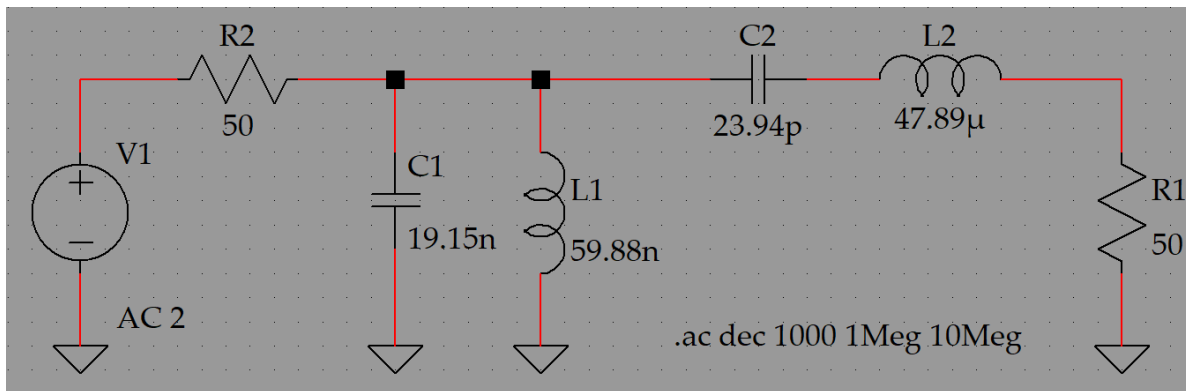 R2
50
V1
AC 2
C1
19.15n
L1
59.88n
C2
23.94p
L2
47.89µ
R1
50
.ac dec 1000 1Meg 10Meg